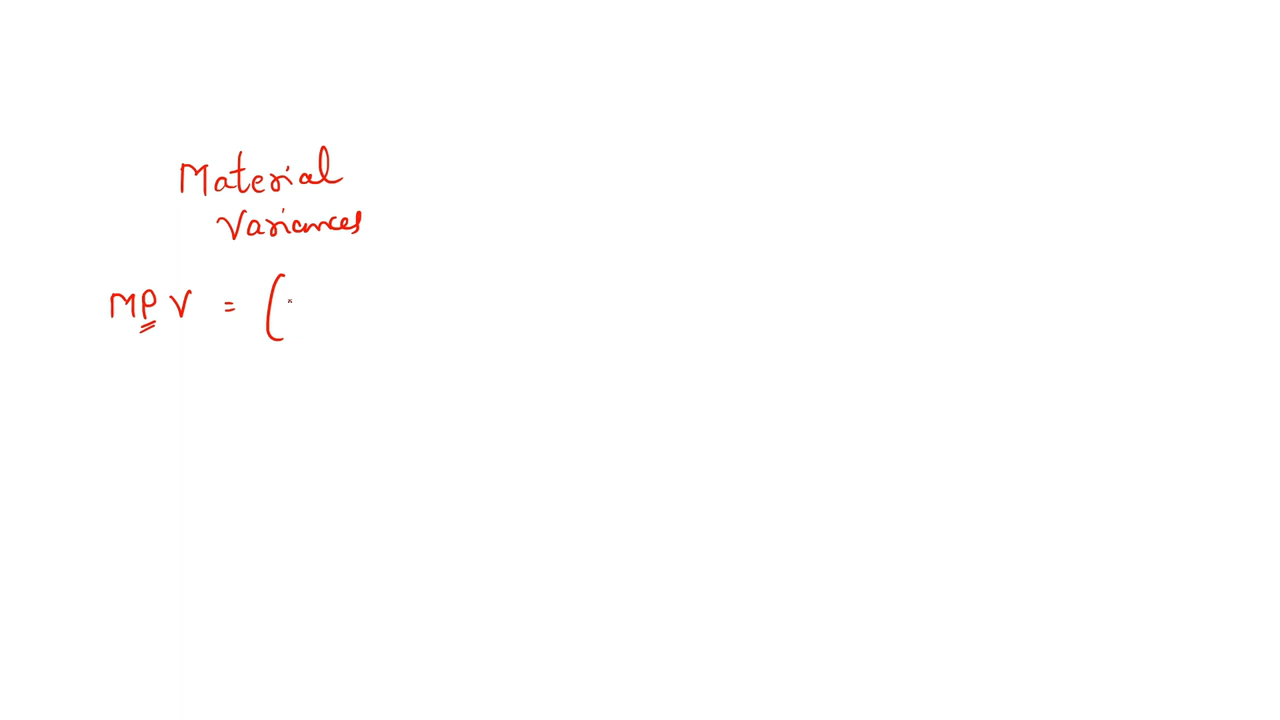 Material
Variances
MPV = (